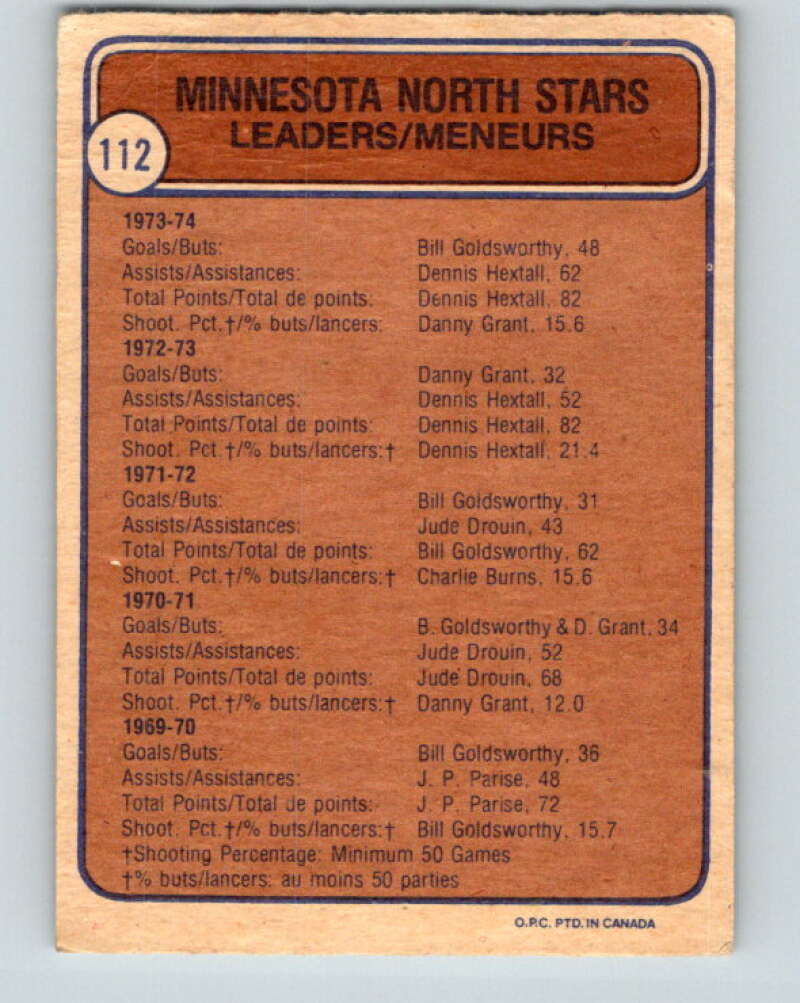 MINNESOTA NORTH STARS
LEADERS/MENEURS
112
1973-74
Goals/Buts: Bill Goldsworthy, 48
Assists/Assistances: Dennis Hextall, 62
Total Points/Total de points: Dennis Hextall, 82
Shoot. Pct.†/% buts/lancers: Danny Grant, 15.6
1972-73
Goals/Buts: Danny Grant, 32
Assists/Assistances: Dennis Hextall, 52
Total Points/Total de points: Dennis Hextall, 82
Shoot. Pct.†/% buts/lancers:† Dennis Hextall, 21.4
1971-72
Goals/Buts: Bill Goldsworthy, 31
Assists/Assistances: Jude Drouin, 43
Total Points/Total de points: Bill Goldsworthy, 62
Shoot. Pct.†/% buts/lancers:† Charlie Burns, 15.6
1970-71
Goals/Buts: B. Goldsworthy & D. Grant, 34
Assists/Assistances: Jude Drouin, 52
Total Points/Total de points: Jude Drouin, 68
Shoot. Pct.†/% buts/lancers:† Danny Grant, 12.0
1969-70
Goals/Buts: Bill Goldsworthy, 36
Assists/Assistances: J. P. Parise, 48
Total Points/Total de points: J. P. Parise, 72
Shoot. Pct.†/% buts/lancers:† Bill Goldsworthy, 15.7
†Shooting Percentage: Minimum 50 Games
†% buts/lancers: au moins 50 parties
O.P.C. PTD. IN CANADA